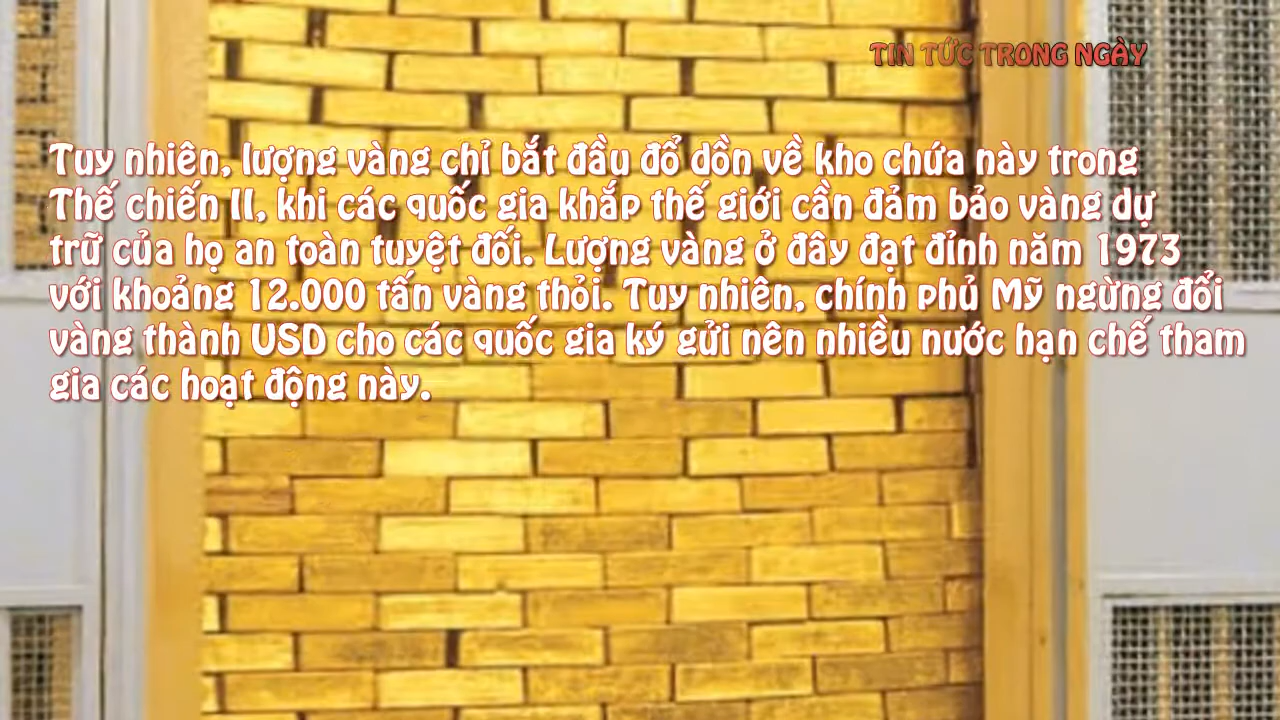 TIN TỨC TRONG NGÀY
Tuy nhiên, lượng vàng chỉ bắt đầu đổ dồn về kho chứa này trong
Thế chiến II, khi các quốc gia khắp thế giới cần đảm bảo vàng dự
trữ của họ an toàn tuyệt đối. Lượng vàng ở đây đạt đỉnh năm 1973
với khoảng 12.000 tấn vàng thỏi. Tuy nhiên, chính phủ Mỹ ngừng đổi
vàng thành USD cho các quốc gia ký gửi nên nhiều nước hạn chế tham
gia các hoạt động này.